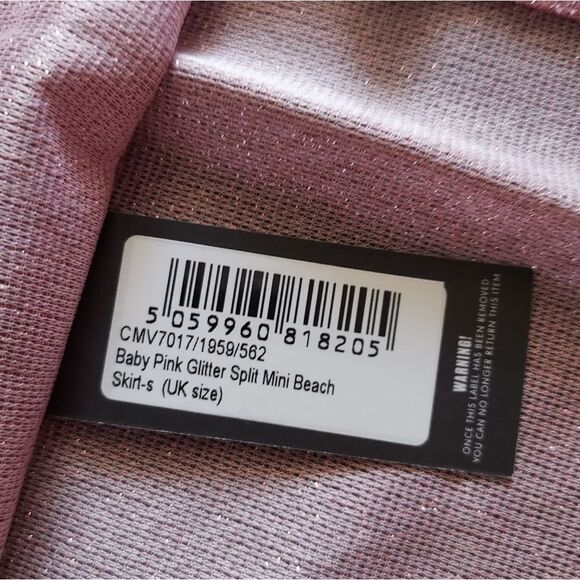 5 059960 818205
CMV7017/1959/562
Baby Pink Glitter Split Mini Beach
Skirt-s (UK size)
WARNING!
ONCE THIS LABEL HAS BEEN REMOVED
YOU CAN NO LONGER RETURN THIS ITEM